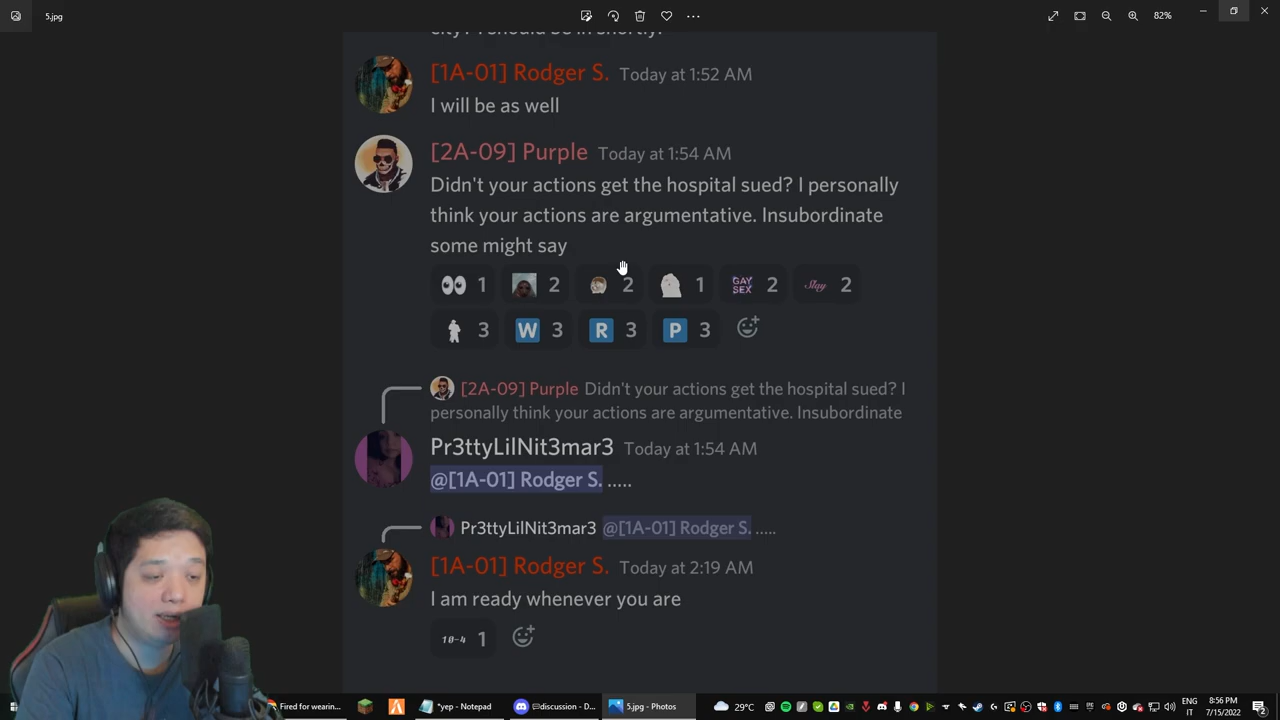 5.jpg
82%
city? I should be in shortly.
[1A-01] Rodger S. Today at 1:52 AM
I will be as well
[2A-09] Purple Today at 1:54 AM
Didn't your actions get the hospital sued? I personally
think your actions are argumentative. Insubordinate
some might say
1 2 2 1 GAY SEX 2 Slay 2
3 W 3 R 3 P 3
[2A-09] Purple Didn't your actions get the hospital sued? I
personally think your actions are argumentative. Insubordinate
Pr3ttyLilNit3mar3 Today at 1:54 AM
@[1A-01] Rodger S. .....
Pr3ttyLilNit3mar3 @[1A-01] Rodger S. .....
[1A-01] Rodger S. Today at 2:19 AM
I am ready whenever you are
10-4 1
Fired for wearin... *yep - Notepad discussion - D... 5.jpg - Photos 29°C ENG IT 8:56 PM 7/15/2022